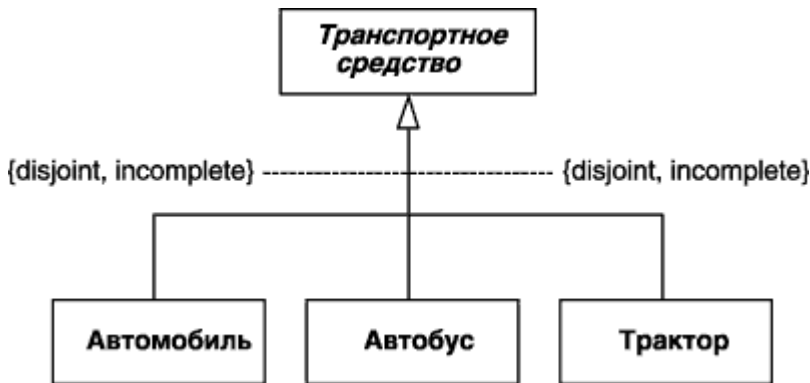 Транспортное
средство
{disjoint, incomplete} {disjoint, incomplete}
Автомобиль Автобус Трактор